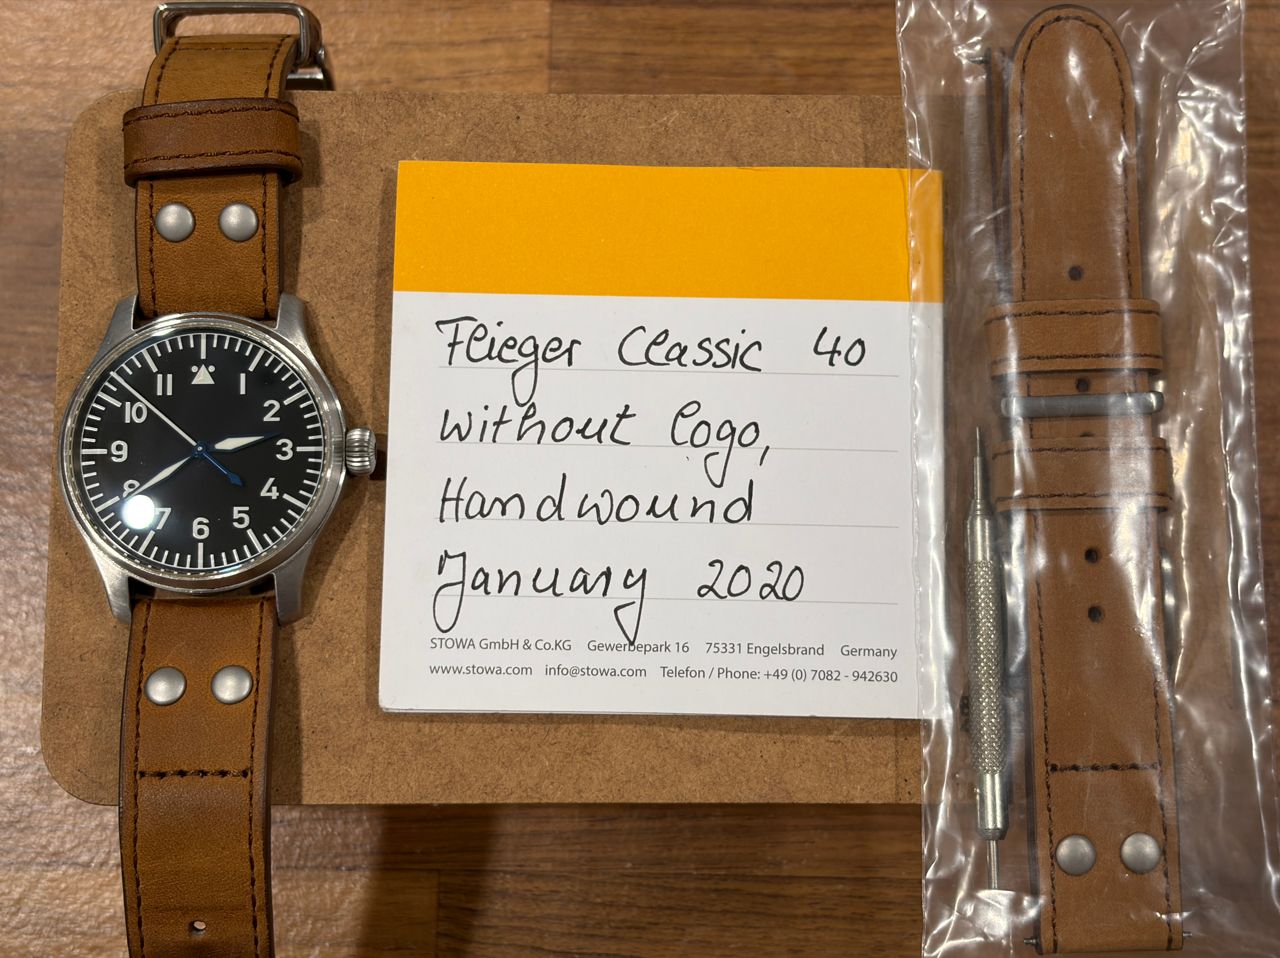 11
1
10
2
9
3
8
4
7
5
6
Flieger Classic 40
without logo,
Handwound
January 2020
STOWA GmbH & Co.KG Gewerbepark 16 75331 Engelsbrand Germany
www.stowa.com info@stowa.com Telefon / Phone: +49 (0) 7082 - 942630